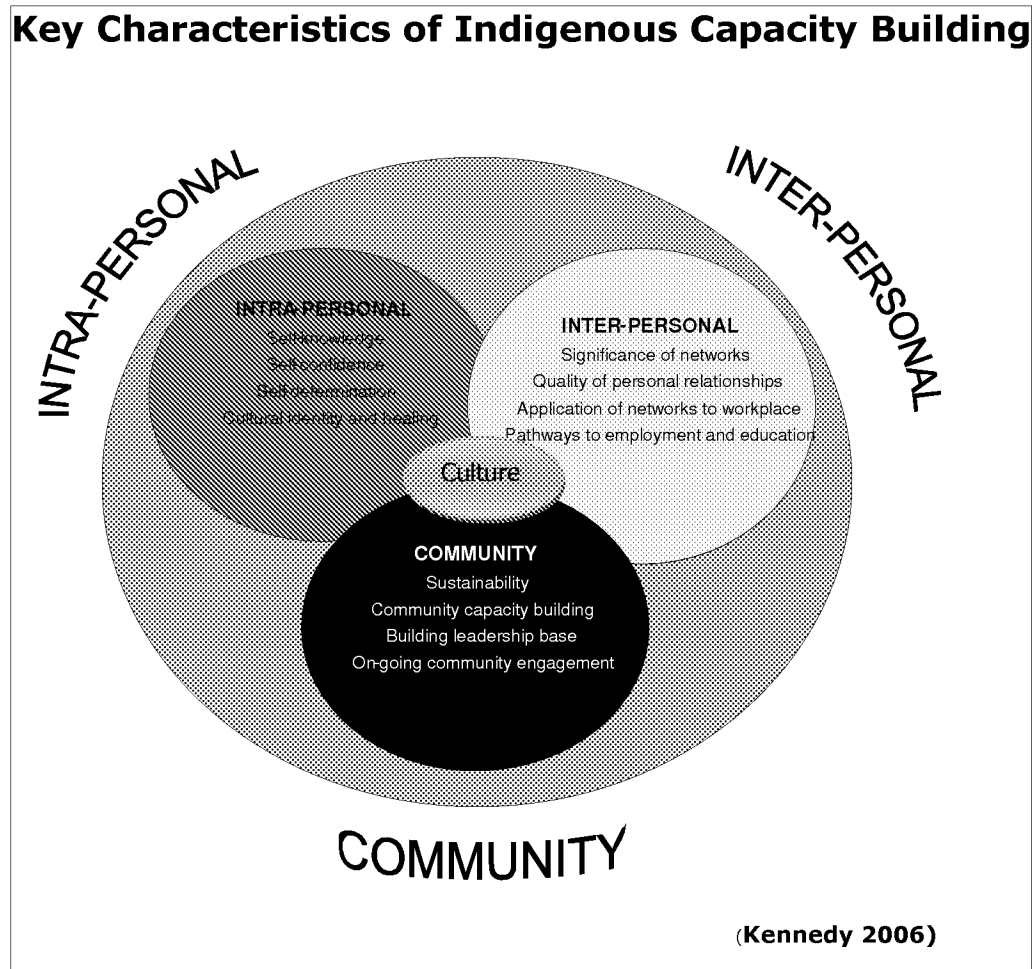 Key Characteristics of Indigenous Capacity Building
INTRA-PERSONAL
INTER-PERSONAL
INTRA-PERSONAL
Self-knowledge
Self-confidence
Self-determination
Cultural identity and healing
INTER-PERSONAL
Significance of networks
Quality of personal relationships
Application of networks to workplace
Pathways to employment and education
Culture
COMMUNITY
Sustainability
Community capacity building
Building leadership base
On-going community engagement
COMMUNITY
(Kennedy 2006)